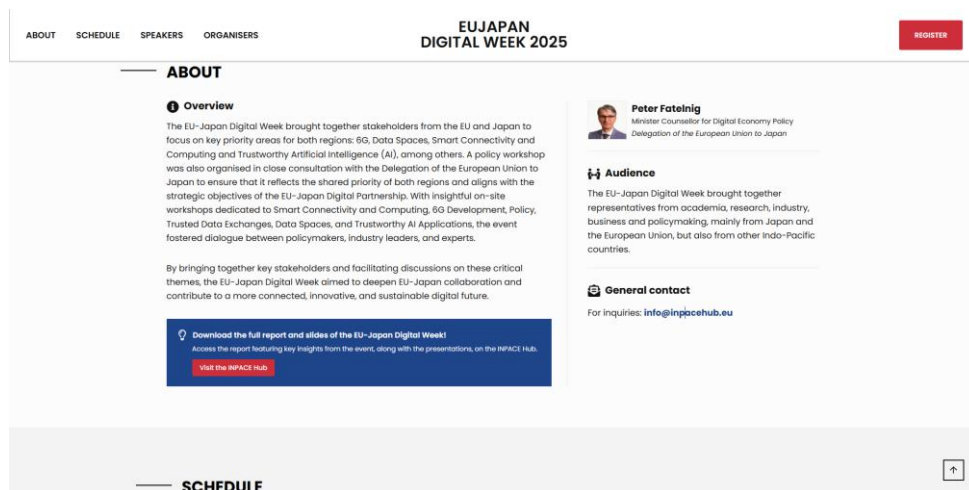 ABOUT SCHEDULE SPEAKERS ORGANISERS
EUJAPAN
DIGITAL WEEK 2025
REGISTER
ABOUT
Overview
The EU-Japan Digital Week brought together stakeholders from the EU and Japan to
focus on key priority areas for both regions: 6G, Data Spaces, Smart Connectivity and
Computing and Trustworthy Artificial Intelligence (AI), among others. A policy workshop
was also organised in close consultation with the Delegation of the European Union to
Japan to ensure that it reflects the shared priority of both regions and aligns with the
strategic objectives of the EU-Japan Digital Partnership. With insightful on-site
workshops dedicated to Smart Connectivity and Computing, 6G Development, Policy,
Trusted Data Exchanges, Data Spaces, and Trustworthy AI Applications, the event
fostered dialogue between policymakers, industry leaders, and experts.
By bringing together key stakeholders and facilitating discussions on these critical
themes, the EU-Japan Digital Week aimed to deepen EU-Japan collaboration and
contribute to a more connected, innovative, and sustainable digital future.
Download the full report and slides of the EU-Japan Digital Week!
Access the report featuring key insights from the event, along with the presentations, on the INPACE Hub.
Visit the INPACE Hub
Peter Fatelnig
Minister Counsellor for Digital Economy Policy
Delegation of the European Union to Japan
Audience
The EU-Japan Digital Week brought together
representatives from academia, research, industry,
business and policymaking, mainly from Japan and
the European Union, but also from other Indo-Pacific
countries.
General contact
For inquiries: info@inpacehub.eu
SCHEDULE